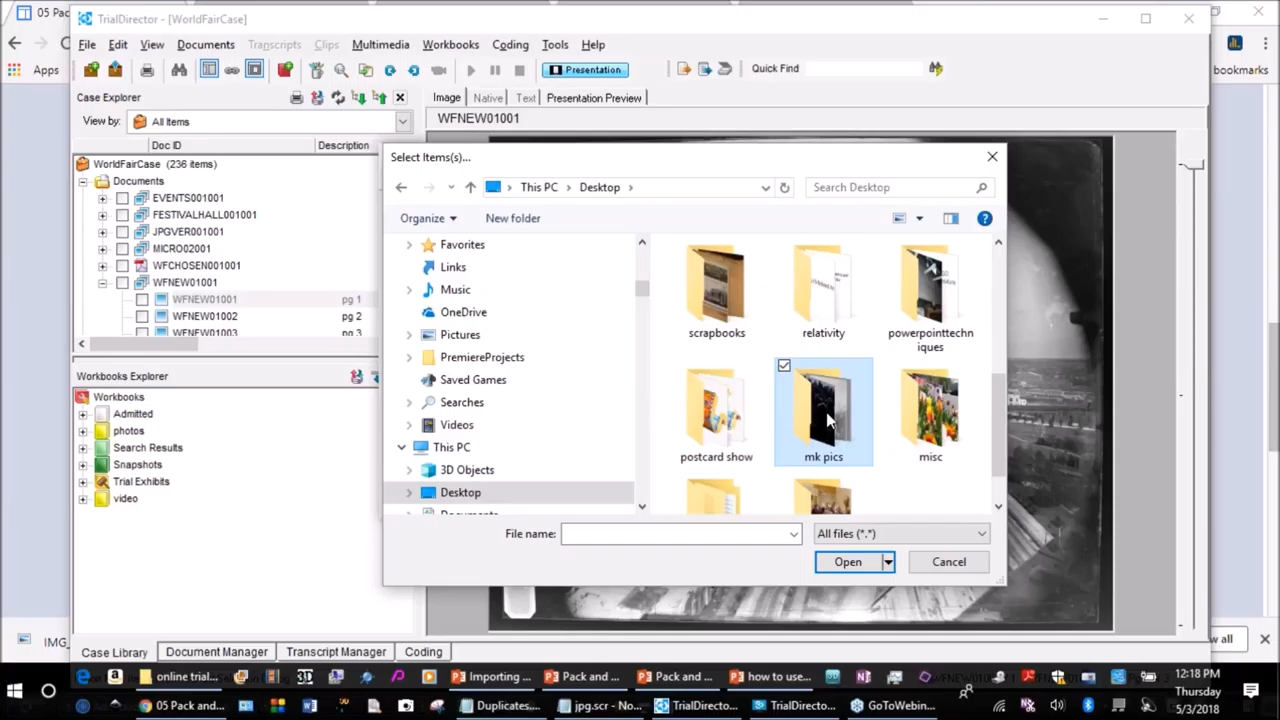 05 Pa
TrialDirector - [WorldFairCase]
File Edit View Documents Transcripts Clips Multimedia Workbooks Coding Tools Help
Apps
Presentation
Quick Find
bookmarks
Case Explorer
Image Native Text Presentation Preview
View by: All Items
WFNEW01001
Doc ID Description
WorldFairCase (236 items)
Documents
EVENTS001001
FESTIVALHALL001001
JPGVER001001
MICRO02001
WFCHOSEN001001
WFNEW01001
WFNEW01001 pg 1
WFNEW01002 pg 2
WFNEW01003 pg 3
Workbooks Explorer
Workbooks
Admitted
photos
Search Results
Snapshots
Trial Exhibits
video
Select Items(s)...
This PC > Desktop >
Search Desktop
Organize New folder
Favorites
Links
Music
OneDrive
Pictures
PremiereProjects
Saved Games
Searches
Videos
This PC
3D Objects
Desktop
Documents
scrapbooks relativity powerpointtechn
iques
postcard show mk pics misc
File name: All files (*.*)
Open Cancel
IMG_
w all
Case Library Document Manager Transcript Manager Coding
online trial... Importing ... Pack and ... Pack and ... how to use... 12:18 PM
Thursday
05 Pack and... Duplicates,... jpg.scr - No... TrialDirecto... TrialDirecto... GoToWebin... 5/3/2018